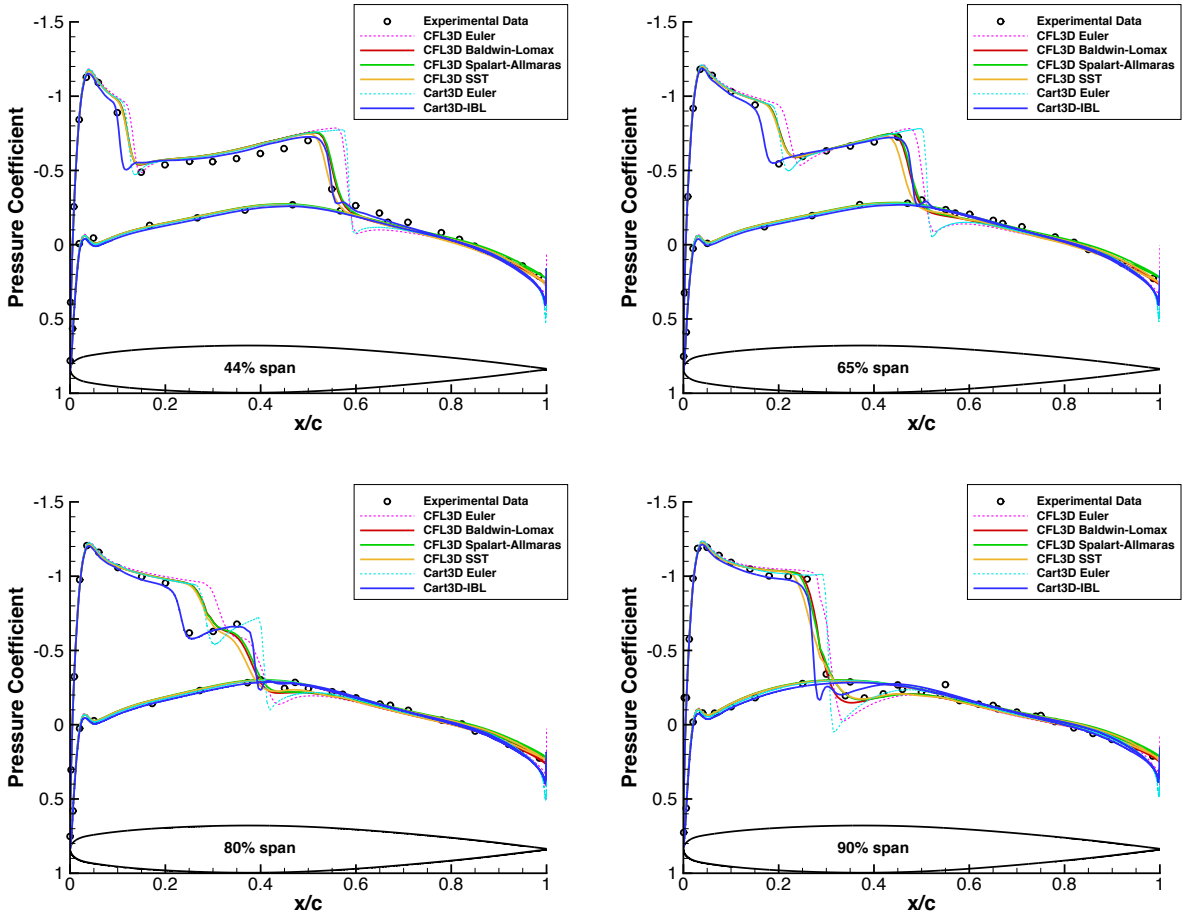 Pressure Coefficient
-1.5
-1
-0.5
0
0.5
1
Experimental Data
CFL3D Euler
CFL3D Baldwin-Lomax
CFL3D Spalart-Allmaras
CFL3D SST
Cart3D Euler
Cart3D-IBL
44% span
0 0.2 0.4 0.6 0.8 1
x/c
Pressure Coefficient
-1.5
-1
-0.5
0
0.5
1
Experimental Data
CFL3D Euler
CFL3D Baldwin-Lomax
CFL3D Spalart-Allmaras
CFL3D SST
Cart3D Euler
Cart3D-IBL
65% span
0 0.2 0.4 0.6 0.8 1
x/c
Pressure Coefficient
-1.5
-1
-0.5
0
0.5
1
Experimental Data
CFL3D Euler
CFL3D Baldwin-Lomax
CFL3D Spalart-Allmaras
CFL3D SST
Cart3D Euler
Cart3D-IBL
80% span
0 0.2 0.4 0.6 0.8 1
x/c
Pressure Coefficient
-1.5
-1
-0.5
0
0.5
1
Experimental Data
CFL3D Euler
CFL3D Baldwin-Lomax
CFL3D Spalart-Allmaras
CFL3D SST
Cart3D Euler
Cart3D-IBL
90% span
0 0.2 0.4 0.6 0.8 1
x/c